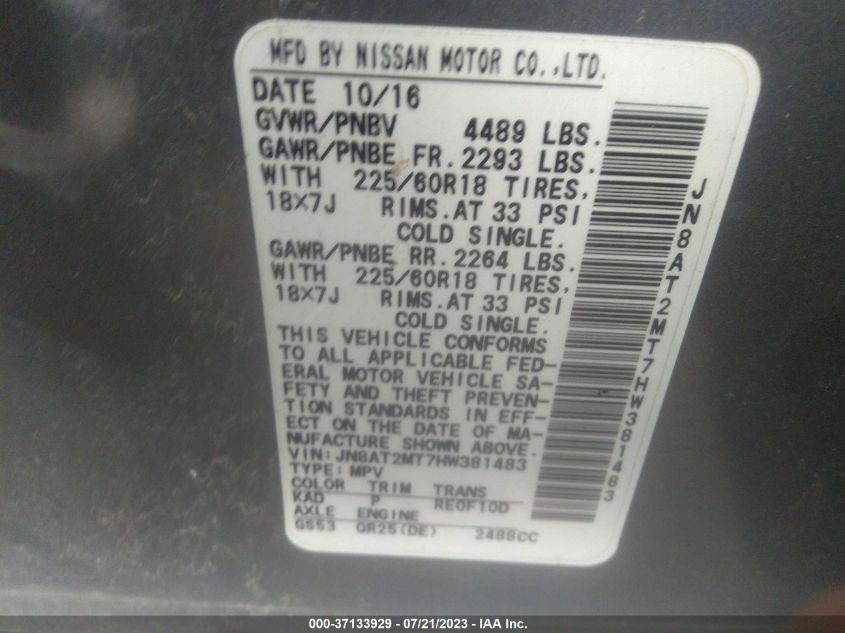 MFD BY NISSAN MOTOR CO.,LTD.
DATE 10/16
GVWR/PNBV 4489 LBS.
GAWR/PNBE FR. 2293 LBS.
WITH 225/60R18 TIRES,
18X7J RIMS.AT 33 PSI
COLD SINGLE.
GAWR/PNBE RR. 2264 LBS.
WITH 225/60R18 TIRES,
18X7J RIMS.AT 33 PSI
COLD SINGLE.
THIS VEHICLE CONFORMS
TO ALL APPLICABLE FED-
ERAL MOTOR VEHICLE SA-
FETY AND THEFT PREVEN-
TION STANDARDS IN EFF-
ECT ON THE DATE OF MA-
NUFACTURE SHOWN ABOVE.
VIN: JN8AT2MT7HW381483
TYPE: MPV
COLOR TRIM TRANS
KAD P RE0F10D
AXLE ENGINE
GS53 QR25(DE) 2488CC
JN8AT2MT7HW381483
000-37133929 - 07/21/2023 - IAA Inc.